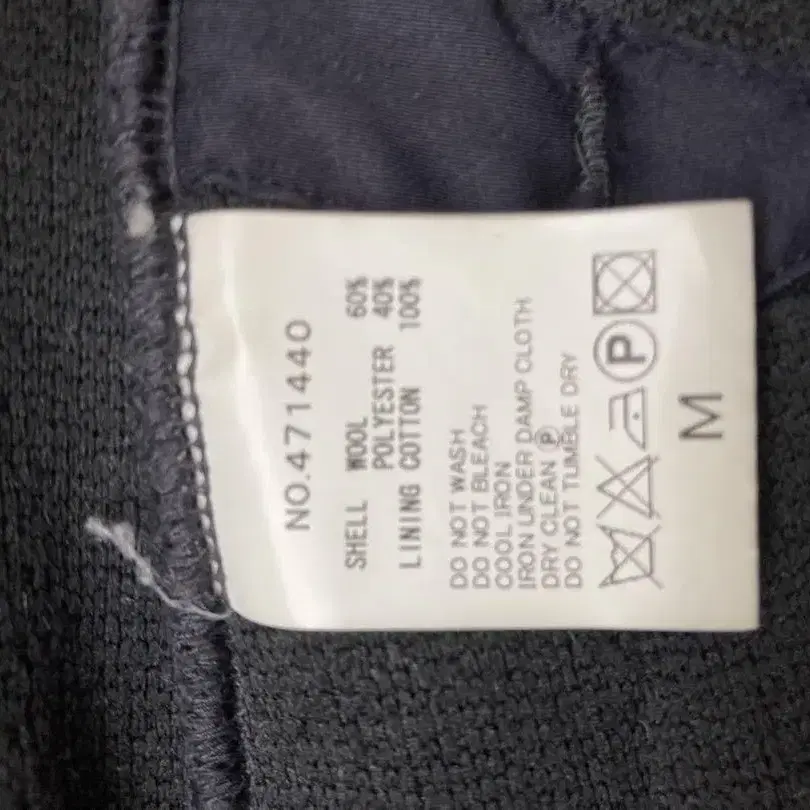 NO.471440
SHELL WOOL 60%
POLYESTER 40%
LINING COTTON 100%
DO NOT WASH
DO NOT BLEACH
COOL IRON
IRON UNDER DAMP CLOTH
DRY CLEAN Ⓟ
DO NOT TUMBLE DRY
P
M